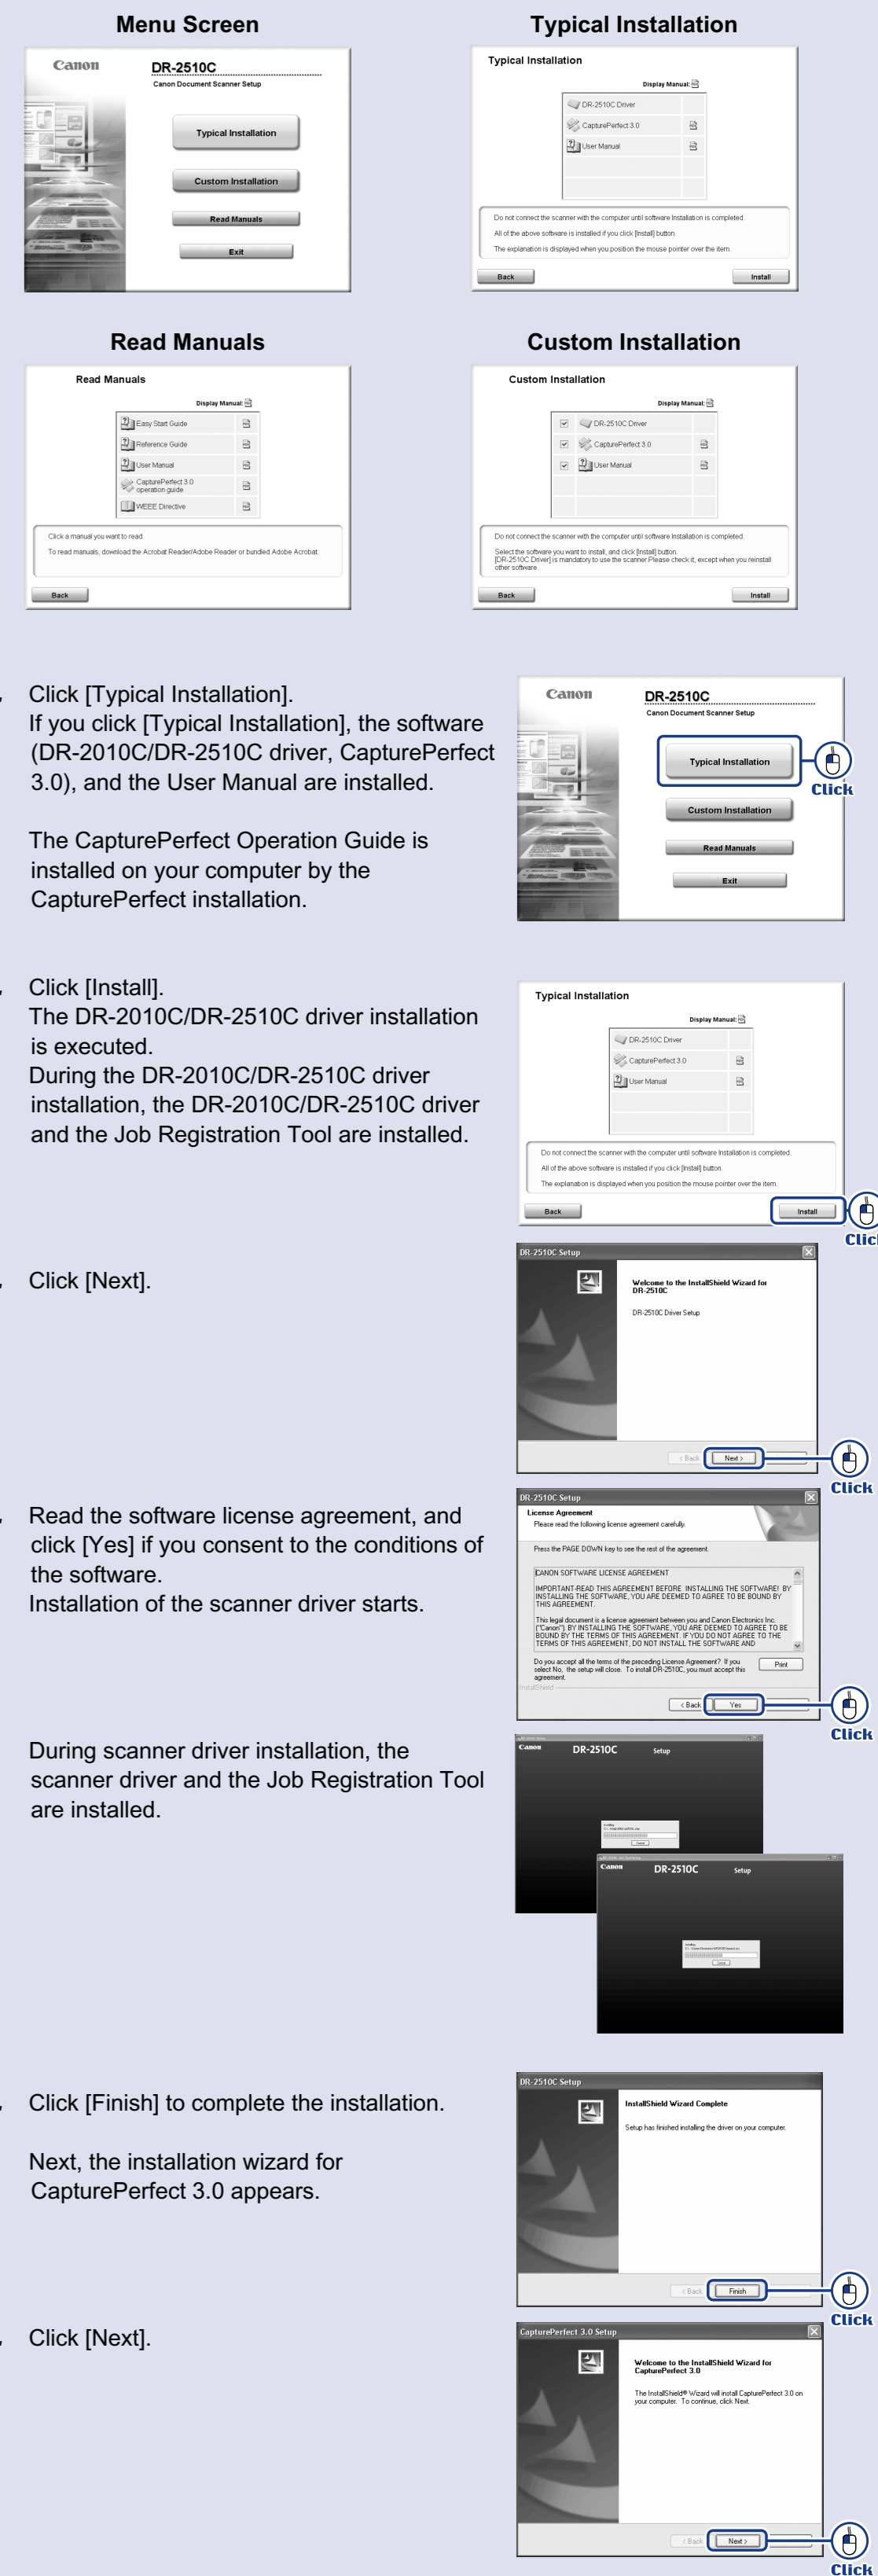 Menu Screen
Canon
DR-2510C
Canon Document Scanner Setup
Typical Installation
Custom Installation
Read Manuals
Exit
Typical Installation
Typical Installation
Display Manual:
DR-2510C Driver
CapturePerfect 3.0
User Manual
Do not connect the scanner with the computer until software Installation is completed.
All of the above software is installed if you click [Install] button.
The explanation is displayed when you position the mouse pointer over the item.
Back
Install
Read Manuals
Read Manuals
Display Manual:
Easy Start Guide
Reference Guide
User Manual
CapturePerfect 3.0
operation guide
WEEE Directive
Click a manual you want to read.
To read manuals, download the Acrobat Reader/Adobe Reader or bundled Adobe Acrobat.
Back
Custom Installation
Custom Installation
Display Manual:
DR-2510C Driver
CapturePerfect 3.0
User Manual
Do not connect the scanner with the computer until software Installation is completed.
Select the software you want to install, and click [Install] button.
[DR-2510C Driver] is mandatory to use the scanner.Please check it, except when you reinstall
other software.
Back
Install
Click [Typical Installation].
If you click [Typical Installation], the software
(DR-2010C/DR-2510C driver, CapturePerfect
3.0), and the User Manual are installed.
The CapturePerfect Operation Guide is
installed on your computer by the
CapturePerfect installation.
Canon
DR-2510C
Canon Document Scanner Setup
Typical Installation
Click
Custom Installation
Read Manuals
Exit
Click [Install].
The DR-2010C/DR-2510C driver installation
is executed.
During the DR-2010C/DR-2510C driver
installation, the DR-2010C/DR-2510C driver
and the Job Registration Tool are installed.
Typical Installation
Display Manual:
DR-2510C Driver
CapturePerfect 3.0
User Manual
Do not connect the scanner with the computer until software Installation is completed.
All of the above software is installed if you click [Install] button.
The explanation is displayed when you position the mouse pointer over the item.
Back
Install
Click
Click [Next].
DR-2510C Setup
Welcome to the InstallShield Wizard for
DR-2510C
DR-2510C Driver Setup
< Back
Next >
Click
Read the software license agreement, and
click [Yes] if you consent to the conditions of
the software.
Installation of the scanner driver starts.
DR-2510C Setup
License Agreement
Please read the following license agreement carefully.
Press the PAGE DOWN key to see the rest of the agreement.
CANON SOFTWARE LICENSE AGREEMENT
IMPORTANT-READ THIS AGREEMENT BEFORE INSTALLING THE SOFTWARE! BY
INSTALLING THE SOFTWARE, YOU ARE DEEMED TO AGREE TO BE BOUND BY
THIS AGREEMENT.
This legal document is a license agreement between you and Canon Electronics Inc.
("Canon"). BY INSTALLING THE SOFTWARE, YOU ARE DEEMED TO AGREE TO BE
BOUND BY THE TERMS OF THIS AGREEMENT. IF YOU DO NOT AGREE TO THE
TERMS OF THIS AGREEMENT, DO NOT INSTALL THE SOFTWARE AND
Do you accept all the terms of the preceding License Agreement? If you
select No, the setup will close. To install DR-2510C, you must accept this
agreement.
Print
InstallShield
< Back
Yes
Click
During scanner driver installation, the
scanner driver and the Job Registration Tool
are installed.
Canon
DR-2510C
Setup
Canon
DR-2510C
Setup
Click [Finish] to complete the installation.
Next, the installation wizard for
CapturePerfect 3.0 appears.
DR-2510C Setup
InstallShield Wizard Complete
Setup has finished installing the driver on your computer.
< Back
Finish
Click
Click [Next].
CapturePerfect 3.0 Setup
Welcome to the InstallShield Wizard for
CapturePerfect 3.0
The InstallShield® Wizard will install CapturePerfect 3.0 on
your computer. To continue, click Next.
< Back
Next >
Click